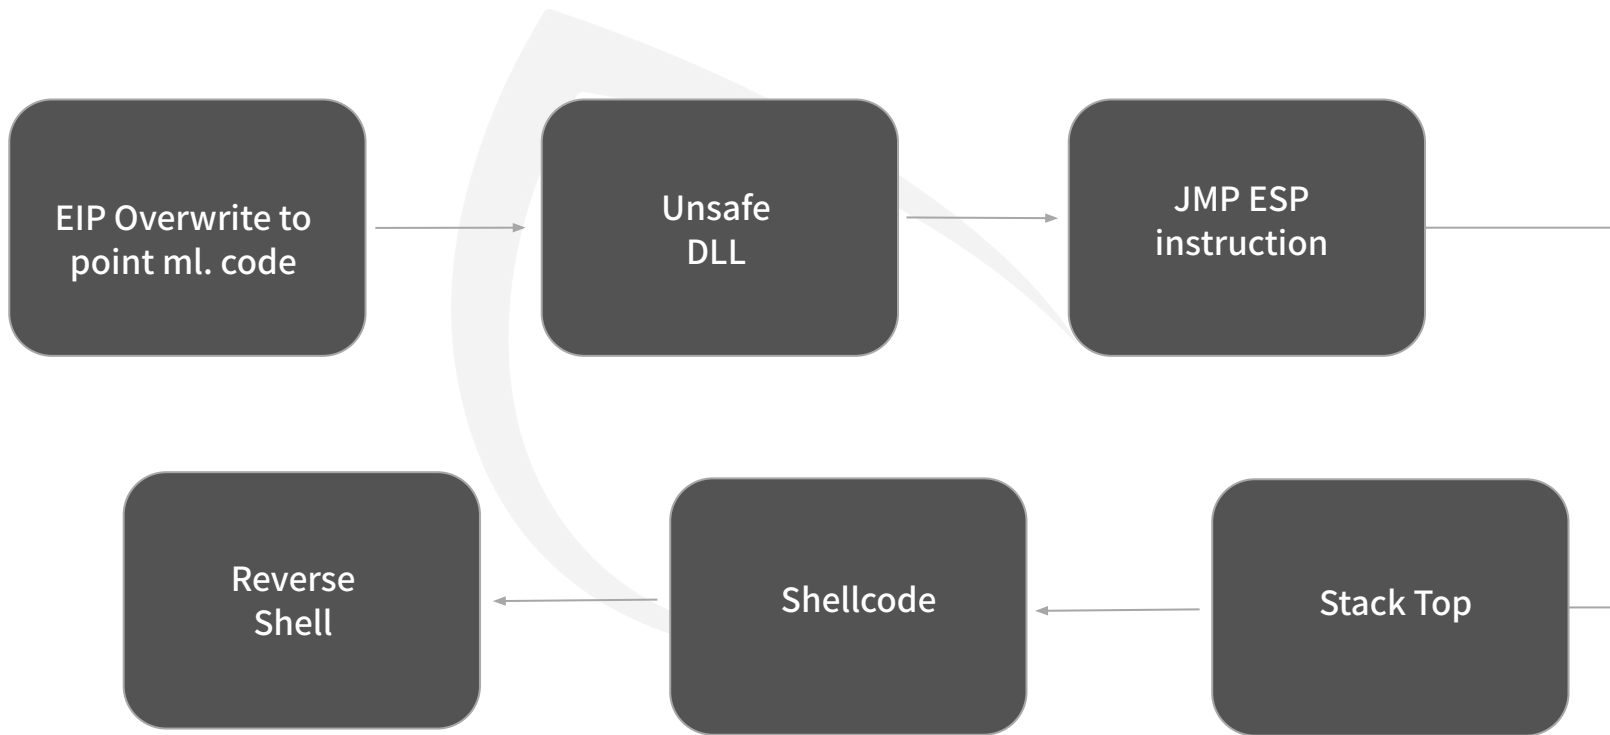 EIP Overwrite to
point ml. code
Unsafe
DLL
JMP ESP
instruction
Reverse
Shell
Shellcode
Stack Top